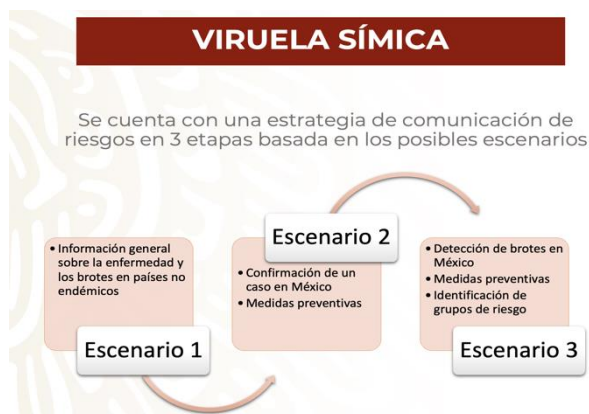 VIRUELA SÍMICA
Se cuenta con una estrategia de comunicación de
riesgos en 3 etapas basada en los posibles escenarios
• Información general
sobre la enfermedad y
los brotes en países no
endémicos
Escenario 1
Escenario 2
• Confirmación de un
caso en México
• Medidas preventivas
• Detección de brotes en
México
• Medidas preventivas
• Identificación de
grupos de riesgo
Escenario 3